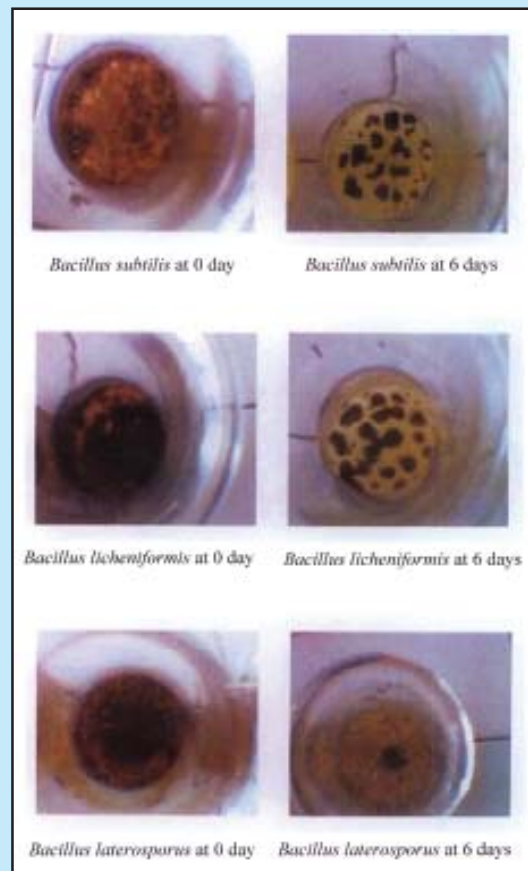 Bacillus subtilis at 0 day
Bacillus subtilis at 6 days
Bacillus licheniformis at 0 day
Bacillus licheniformis at 6 days
Bacillus laterosporus at 0 day
Bacillus laterosporus at 6 days